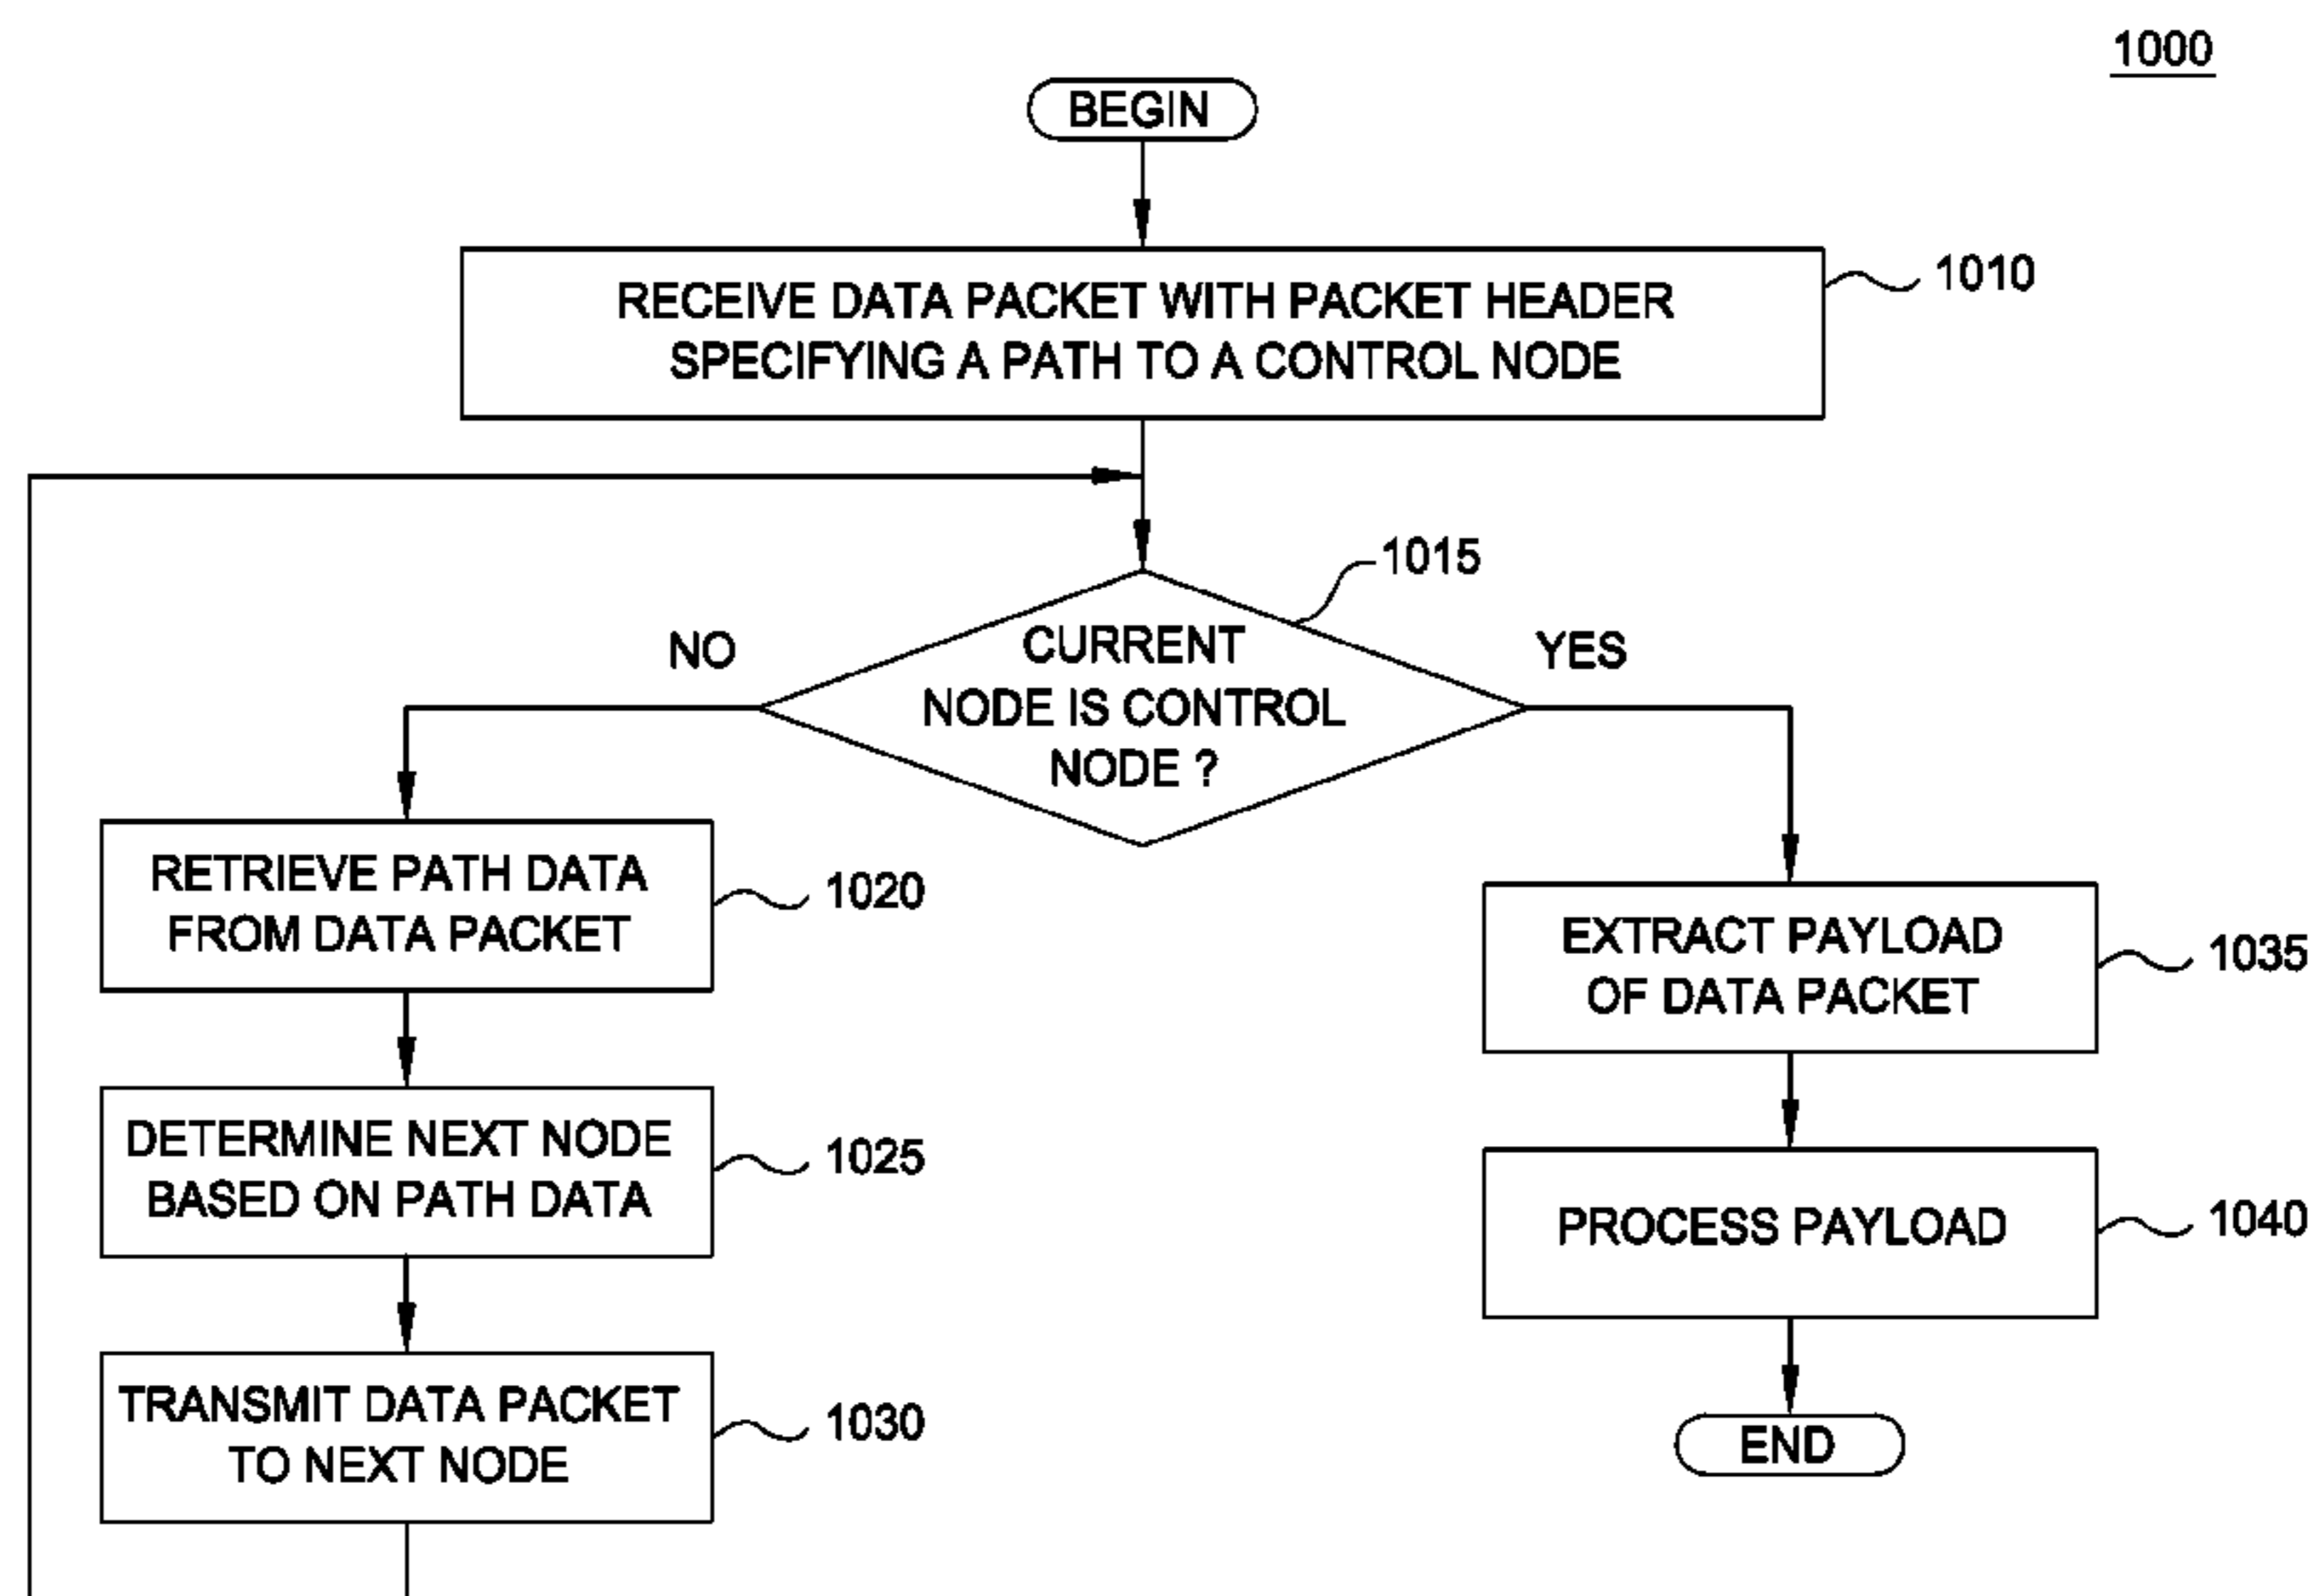 1000
BEGIN
RECEIVE DATA PACKET WITH PACKET HEADER
SPECIFYING A PATH TO A CONTROL NODE
1010
1015
CURRENT
NODE IS CONTROL
NODE ?
NO
YES
RETRIEVE PATH DATA
FROM DATA PACKET
1020
DETERMINE NEXT NODE
BASED ON PATH DATA
1025
TRANSMIT DATA PACKET
TO NEXT NODE
1030
EXTRACT PAYLOAD
OF DATA PACKET
1035
PROCESS PAYLOAD
1040
END